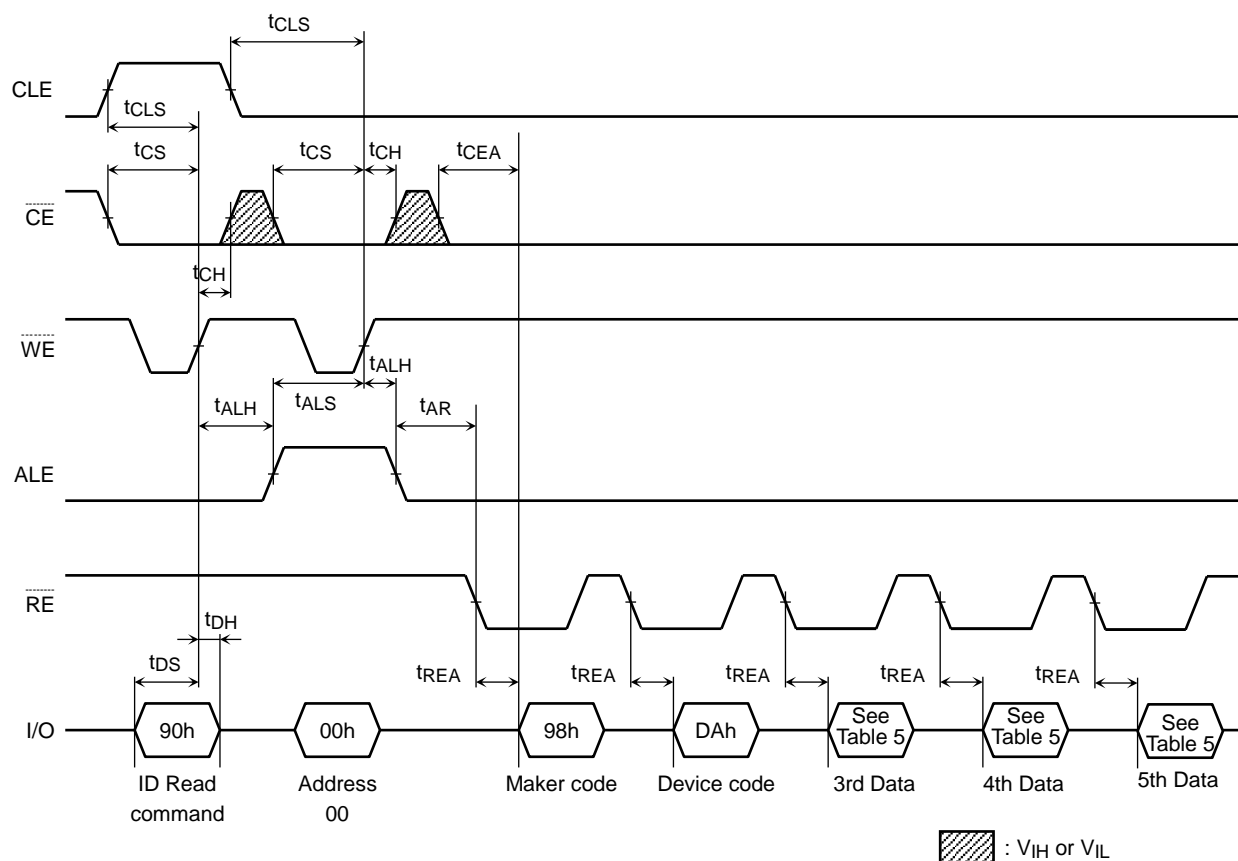 tCLS
CLE
tCLS
tCS
tCS
tCH
tCEA
CE
tCH
WE
tALH
tALH
tALS
tAR
ALE
RE
tDH
tDS
tREA
tREA
tREA
tREA
tREA
I/O
90h
00h
98h
DAh
See
Table 5
See
Table 5
See
Table 5
ID Read
command
Address
00
Maker code
Device code
3rd Data
4th Data
5th Data
: VIH or VIL